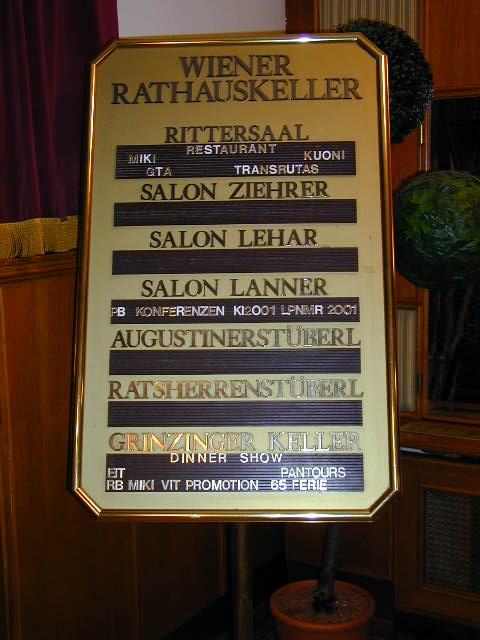 WIENER
RATHAUSKELLER
RITTERSAAL
RESTAURANT
MIKI KUONI
GTA TRANSRUTAS
SALON ZIEHRER
SALON LEHAR
SALON LANNER
PB KONFERENZEN KI2001 LPNMR 2001
AUGUSTINERSTÜBERL
RATSHERRENSTÜBERL
GRINZINGER KELLER
DINNER SHOW
EIT PANTOURS
RB MIKI VIT PROMOTION 65 FERIE